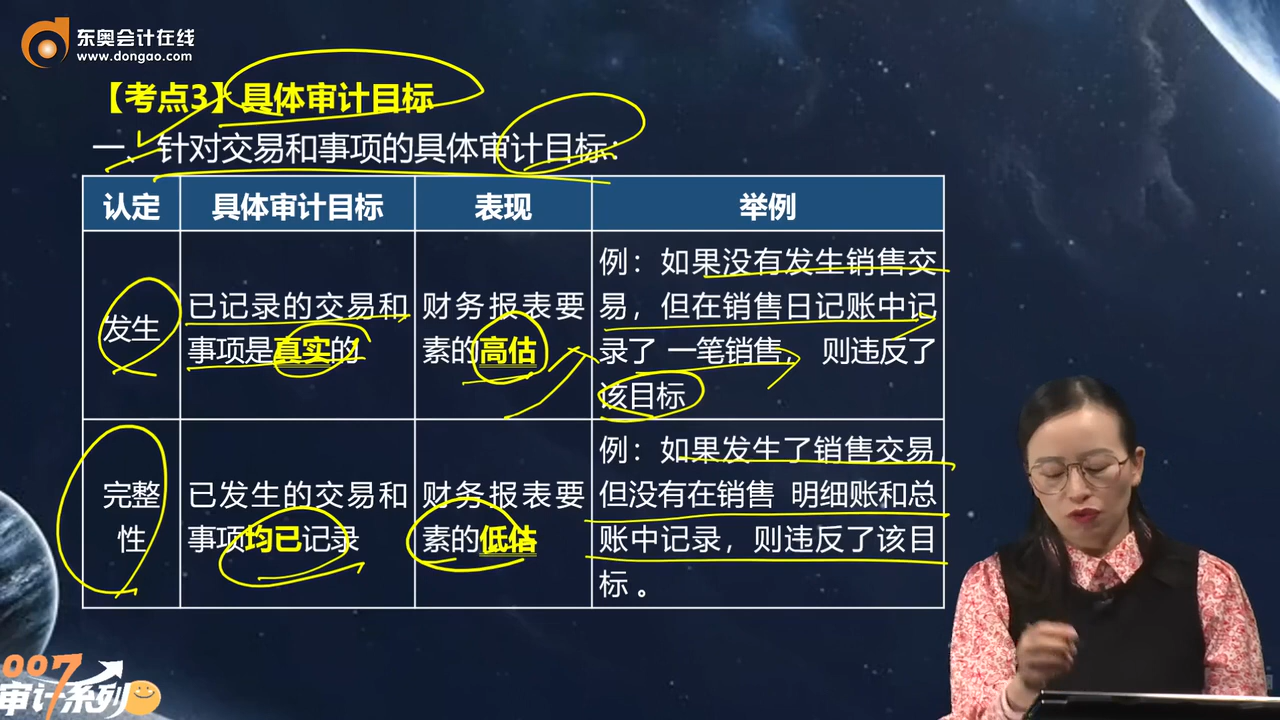 东奥会计在线
www.dongao.com
【考点3】具体审计目标
一、针对交易和事项的具体审计目标：
认定
具体审计目标
表现
举例
发生
已记录的交易和
事项是真实的
财务报表要
素的高估
例：如果没有发生销售交
易，但在销售日记账中记
录了 一笔销售， 则违反了
该目标
完整
性
已发生的交易和
事项均已记录
财务报表要
素的低估
例：如果发生了销售交易，
但没有在销售 明细账和总
账中记录，则违反了该目
标 。
007
审计系列